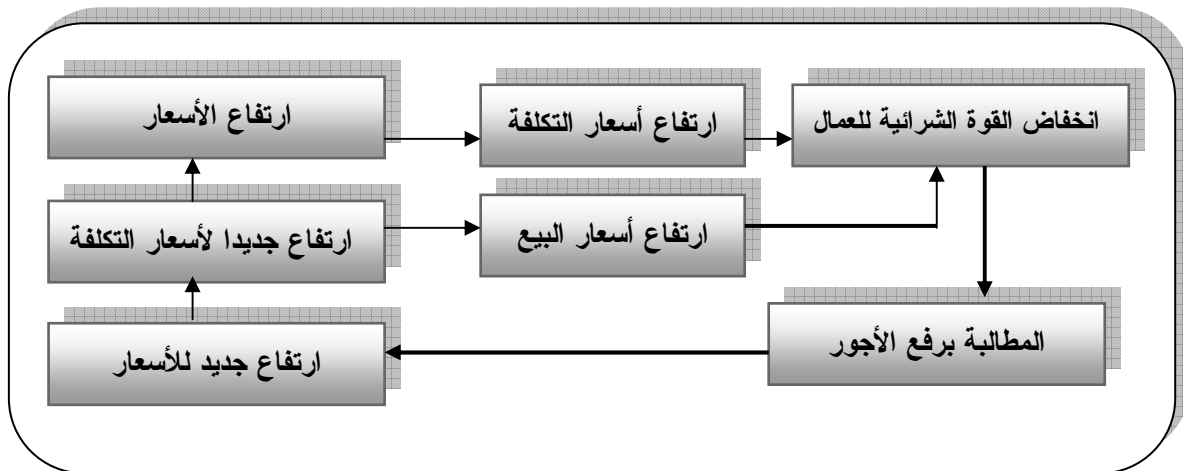 ارتفاع الأسعار
ارتفاع أسعار التكلفة
انخفاض القوة الشرائية للعمال
ارتفاع جديدا لأسعار التكلفة
ارتفاع أسعار البيع
المطالبة برفع الأجور
ارتفاع جديد للأسعار